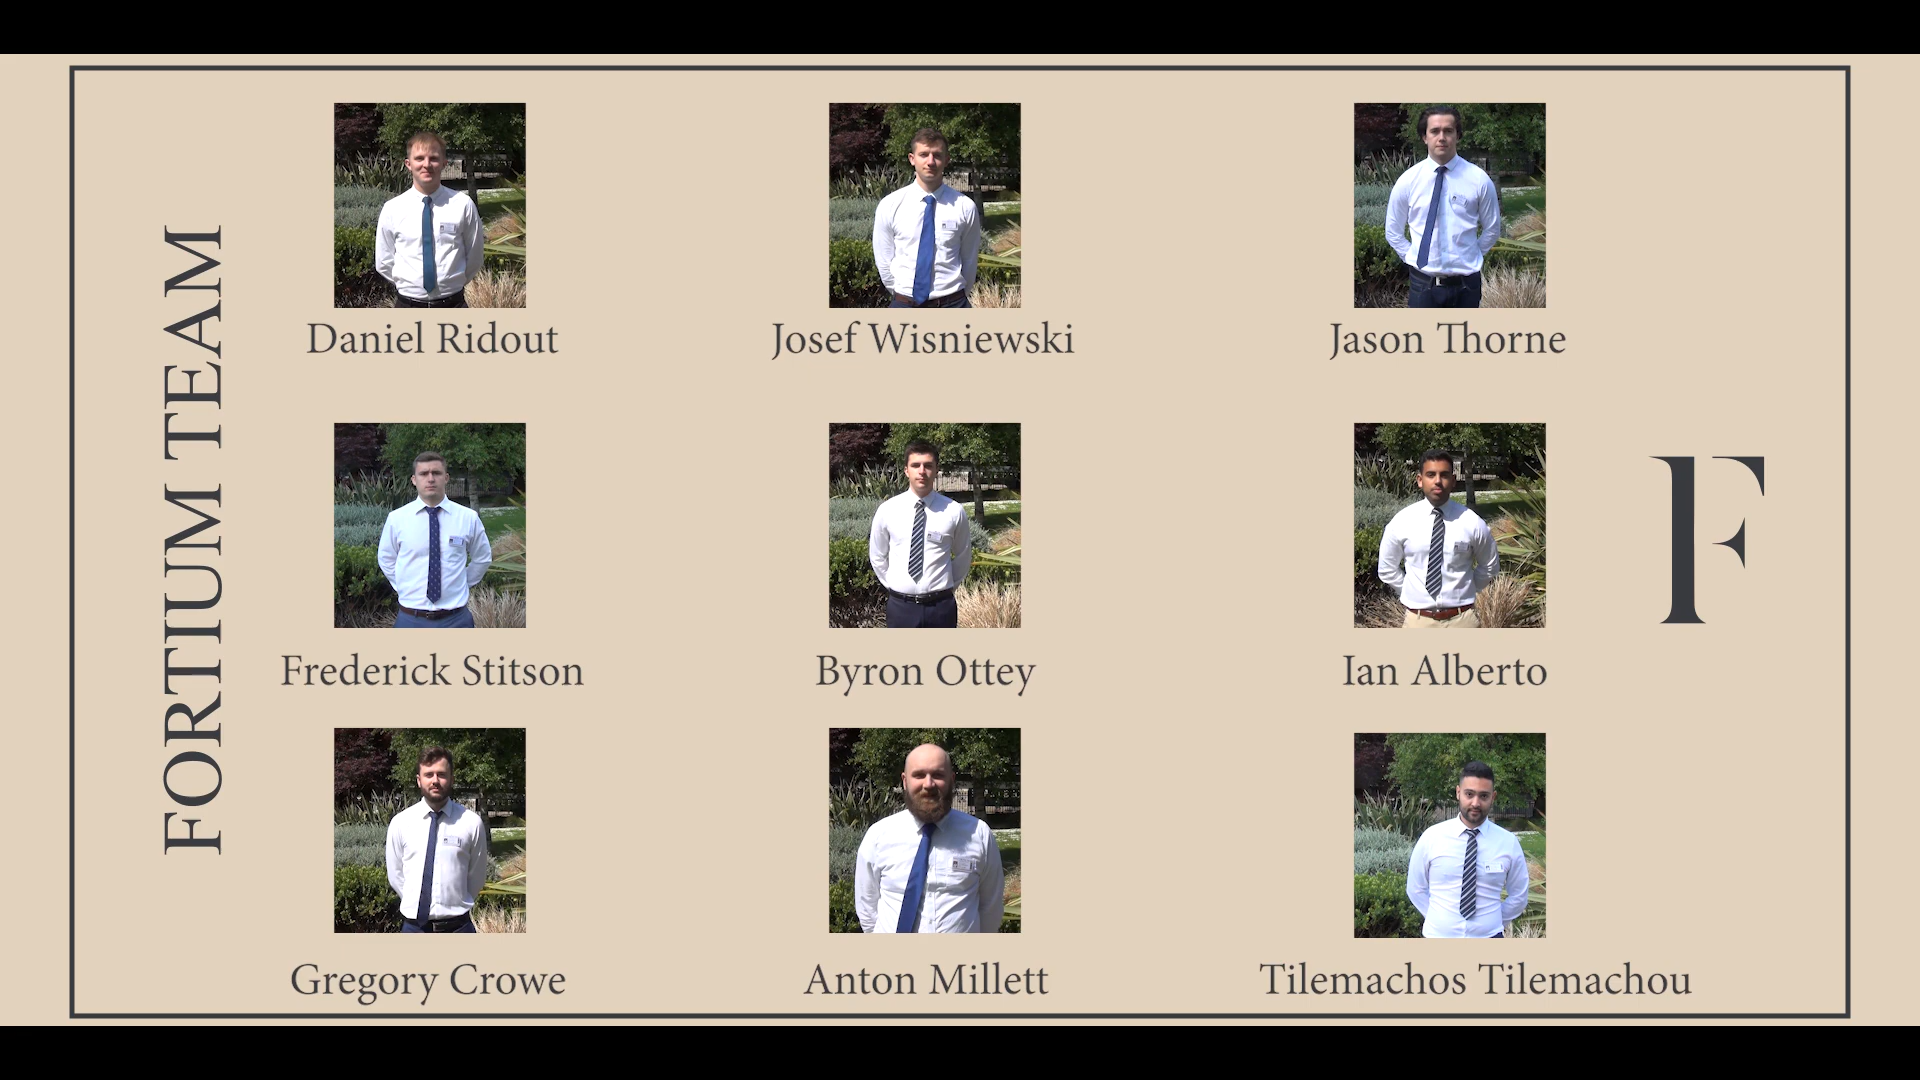 FORTIUM TEAM
Daniel Ridout
Josef Wisniewski
Jason Thorne
Frederick Stitson
Byron Ottey
Ian Alberto
F
Gregory Crowe
Anton Millett
Tilemachos Tilemachou